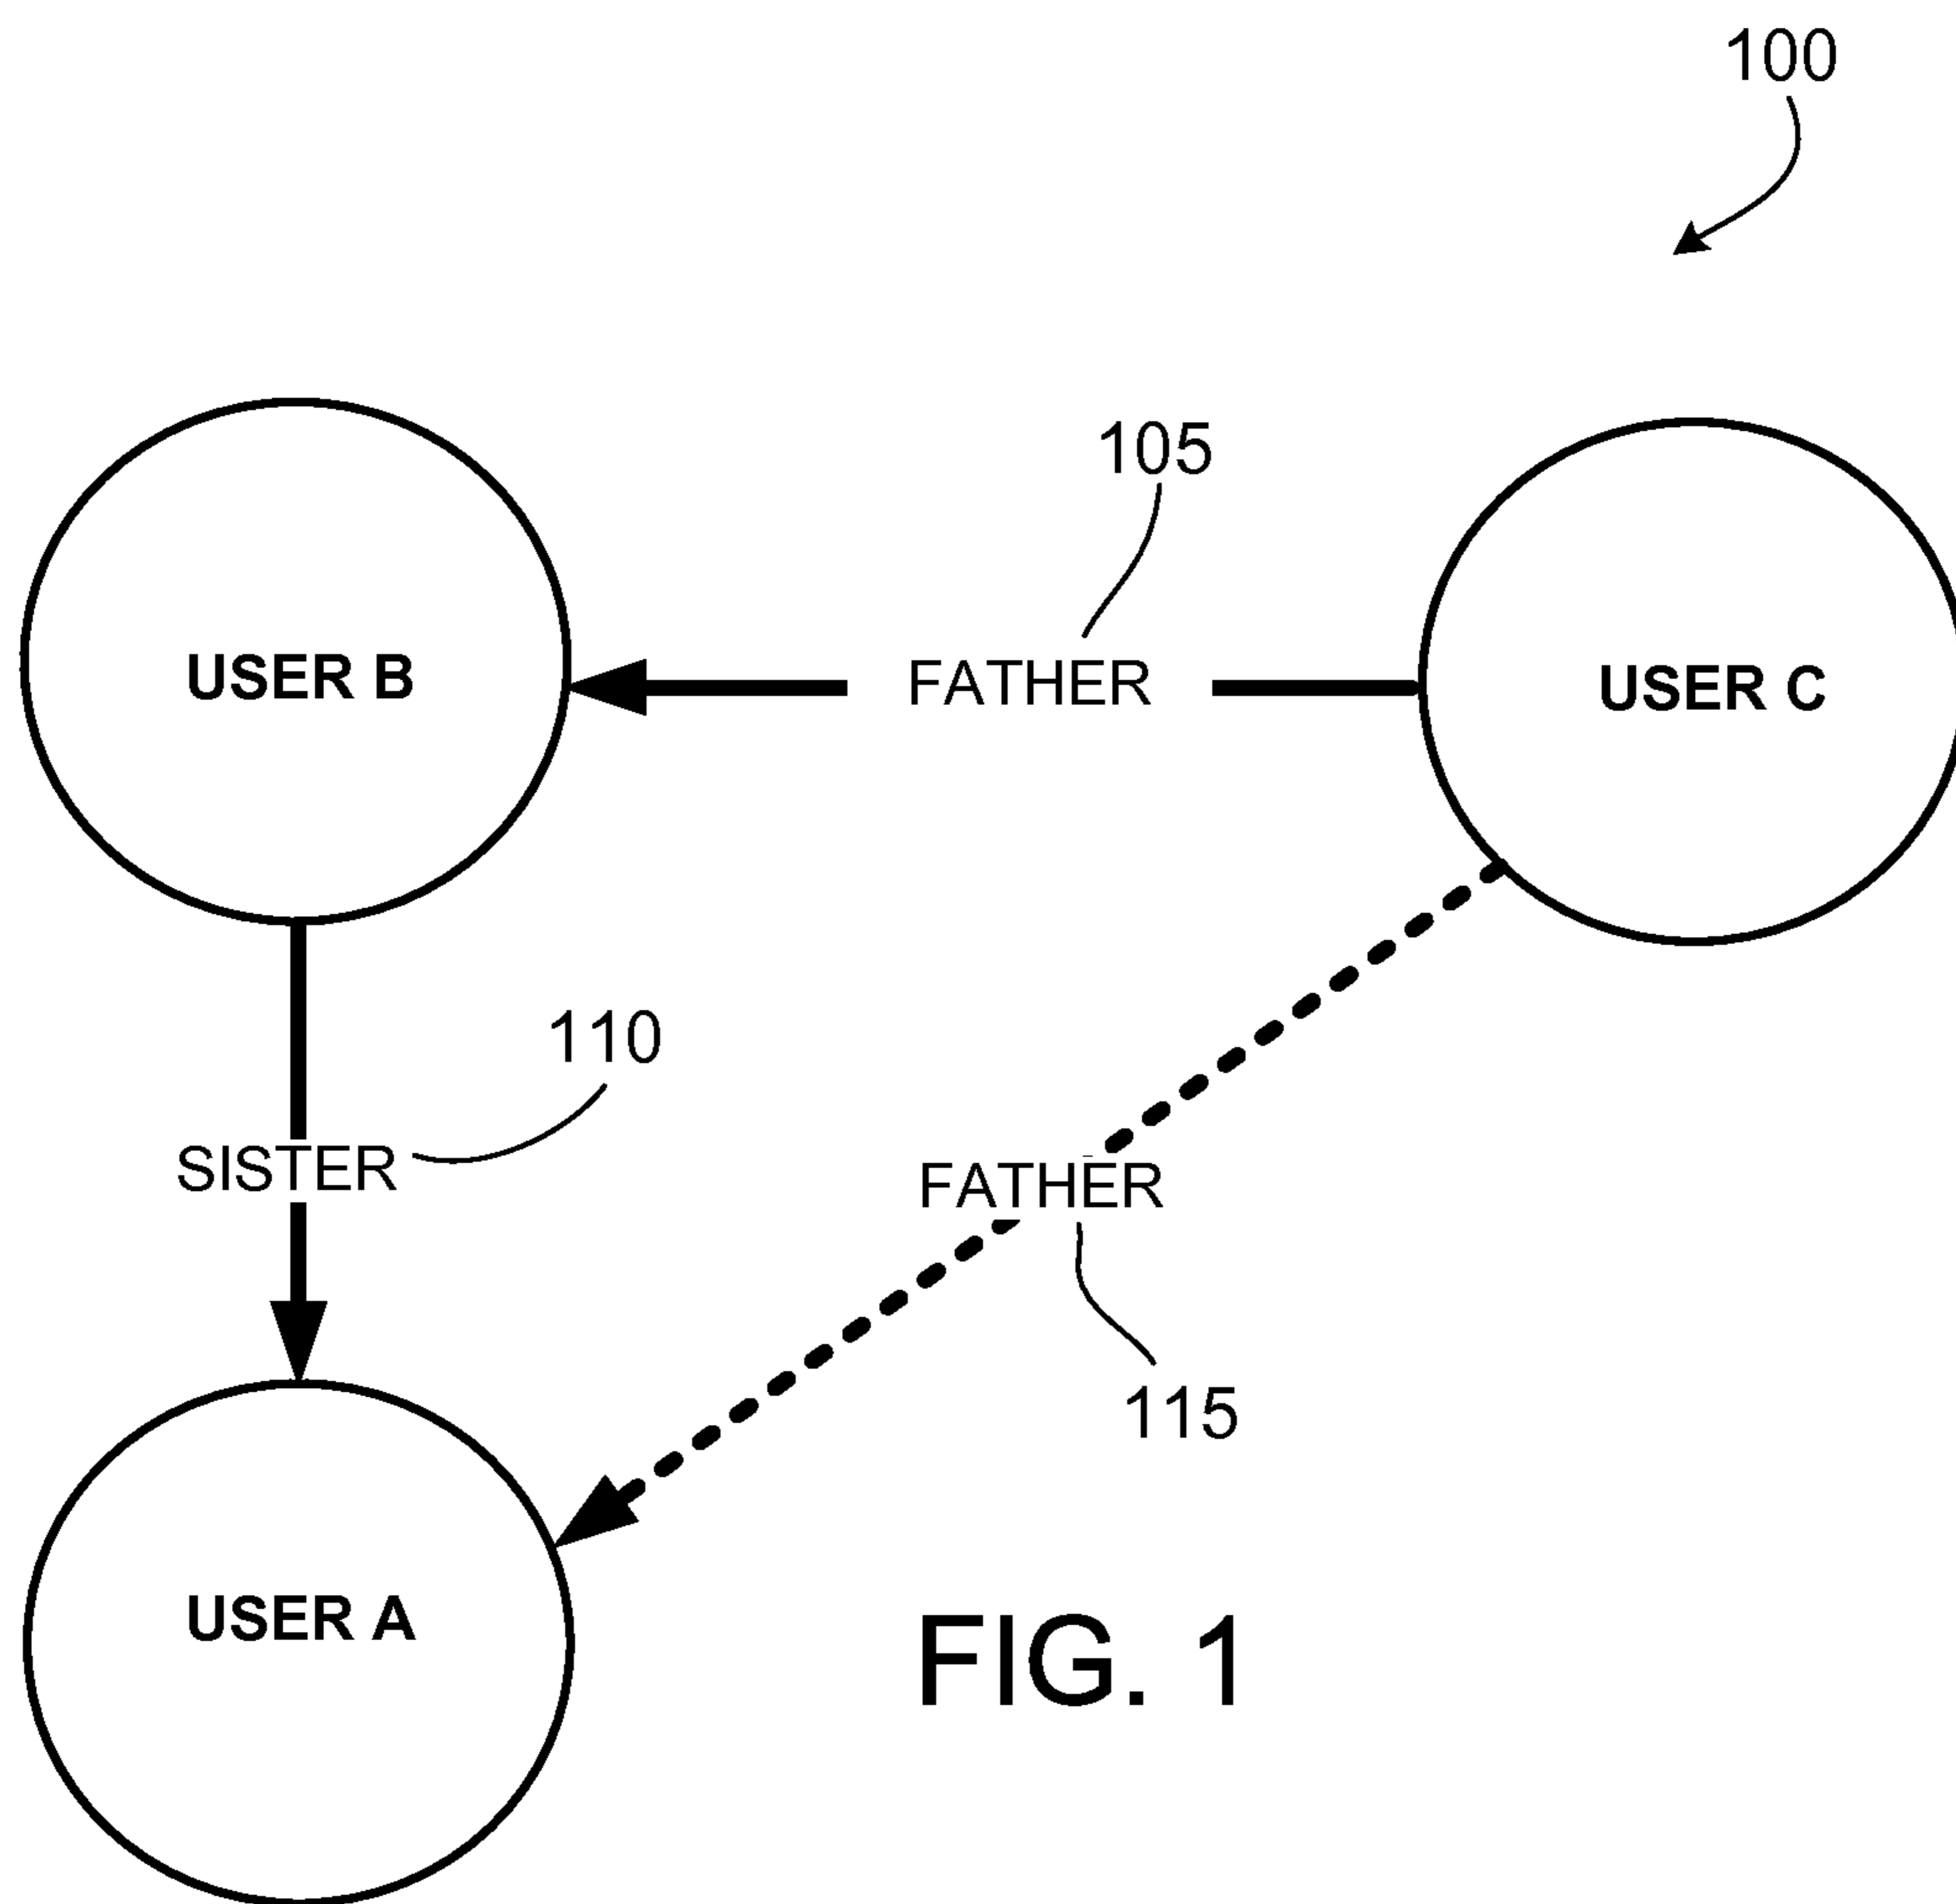 100
105
USER B
FATHER
USER C
110
SISTER
FATHER
115
USER A
FIG. 1